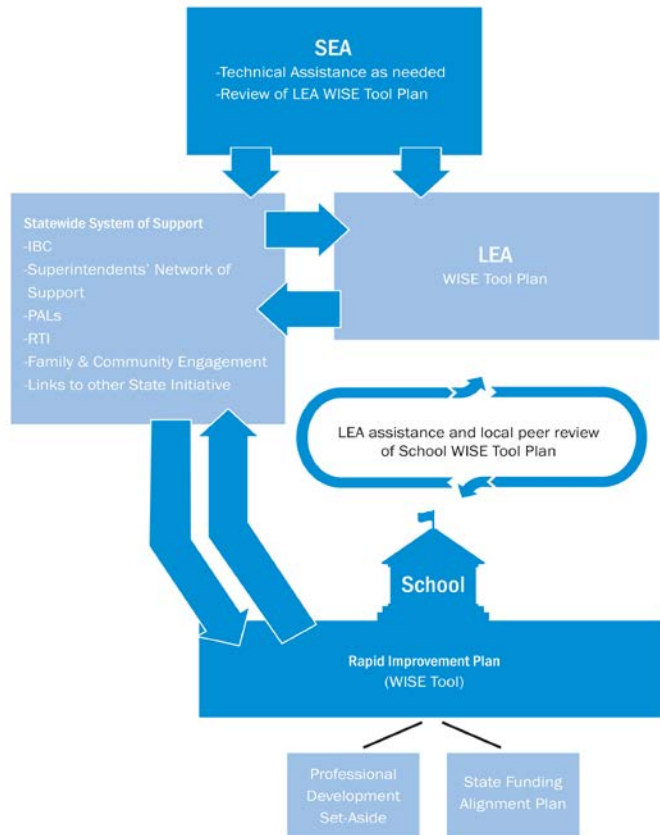 SEA
-Technical Assistance as needed
-Review of LEA WISE Tool Plan
Statewide System of Support
-IBC
-Superintendents' Network of
Support
-PALs
-RTI
-Family & Community Engagement
-Links to other State Initiative
LEA
WISE Tool Plan
LEA assistance and local peer review
of School WISE Tool Plan
School
Rapid Improvement Plan
(WISE Tool)
Professional
Development
Set-Aside
State Funding
Alignment Plan